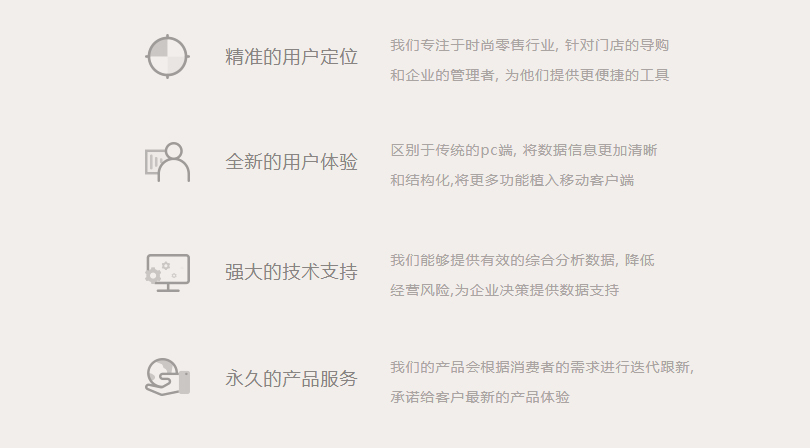 精准的用户定位
我们专注于时尚零售行业, 针对门店的导购
和企业的管理者, 为他们提供更便捷的工具
全新的用户体验
区别于传统的pc端, 将数据信息更加清晰
和结构化,将更多功能植入移动客户端
强大的技术支持
我们能够提供有效的综合分析数据, 降低
经营风险,为企业决策提供数据支持
永久的产品服务
我们的产品会根据消费者的需求进行迭代跟新,
承诺给客户最新的产品体验